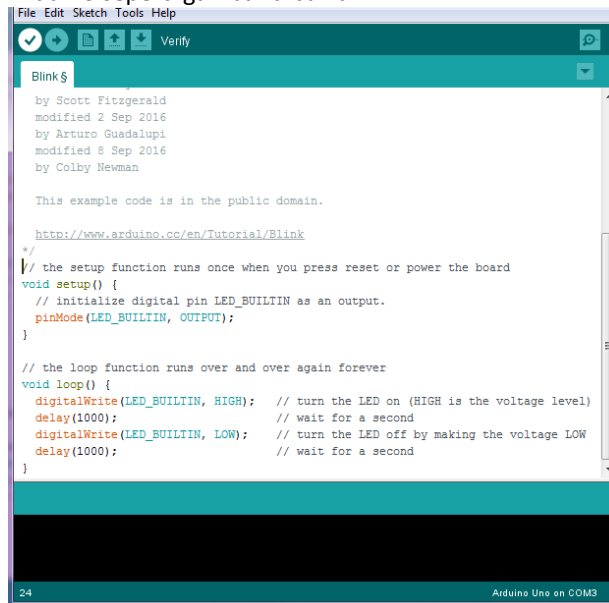 File Edit Sketch Tools Help
Verify
Blink §
by Scott Fitzgerald
modified 2 Sep 2016
by Arturo Guadalupi
modified 8 Sep 2016
by Colby Newman
This example code is in the public domain.
http://www.arduino.cc/en/Tutorial/Blink
*/
// the setup function runs once when you press reset or power the board
void setup() {
// initialize digital pin LED_BUILTIN as an output.
pinMode(LED_BUILTIN, OUTPUT);
}
// the loop function runs over and over again forever
void loop() {
digitalWrite(LED_BUILTIN, HIGH); // turn the LED on (HIGH is the voltage level)
delay(1000); // wait for a second
digitalWrite(LED_BUILTIN, LOW); // turn the LED off by making the voltage LOW
delay(1000); // wait for a second
}
24 Arduino Uno on COM3